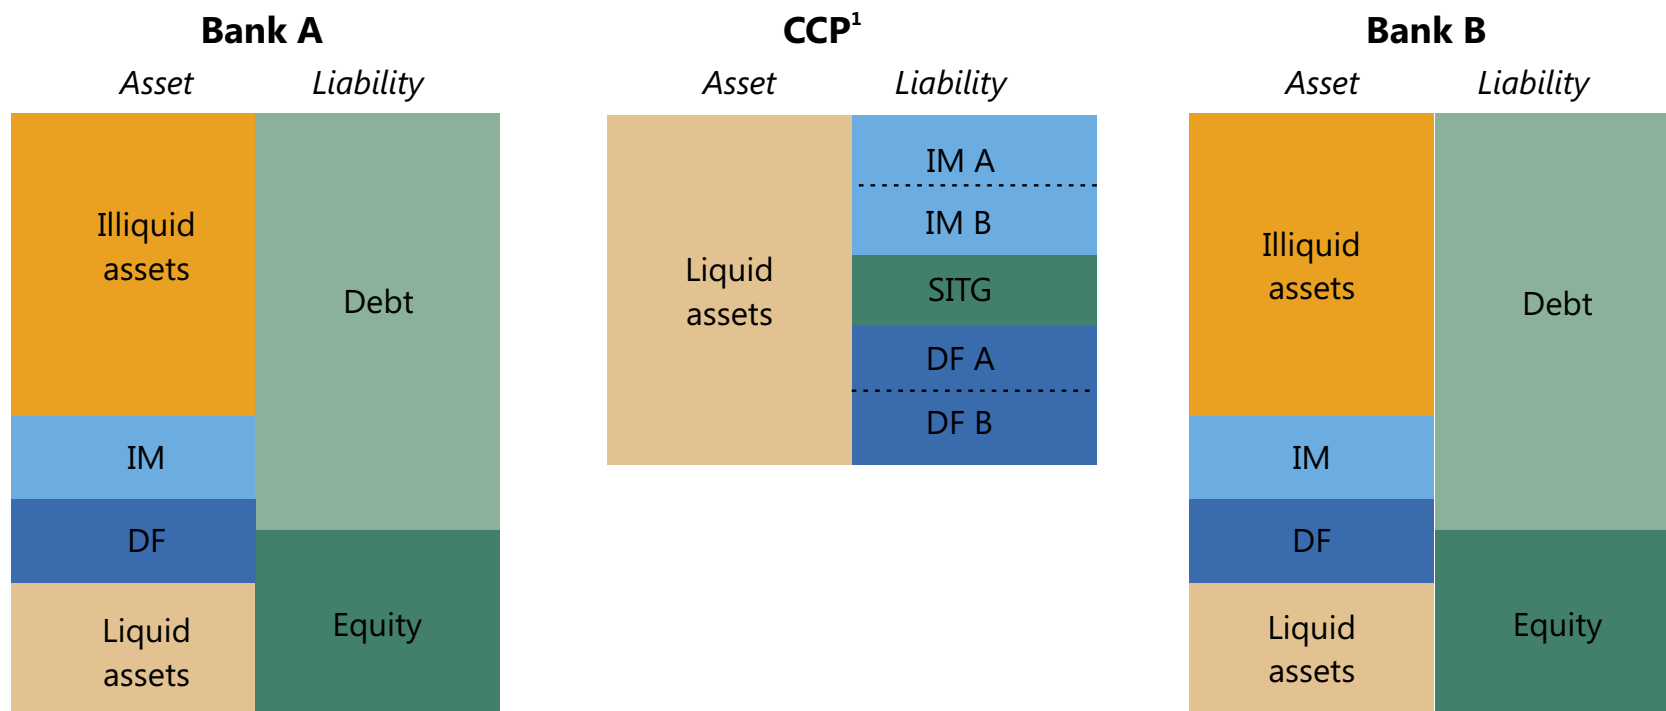 Bank A
Asset
Liability
Illiquid
assets
Debt
IM
DF
Equity
Liquid
assets
CCP¹
Asset
Liability
Liquid
assets
IM A
IM B
SITG
DF A
DF B
Bank B
Asset
Liability
Illiquid
assets
Debt
IM
DF
Equity
Liquid
assets